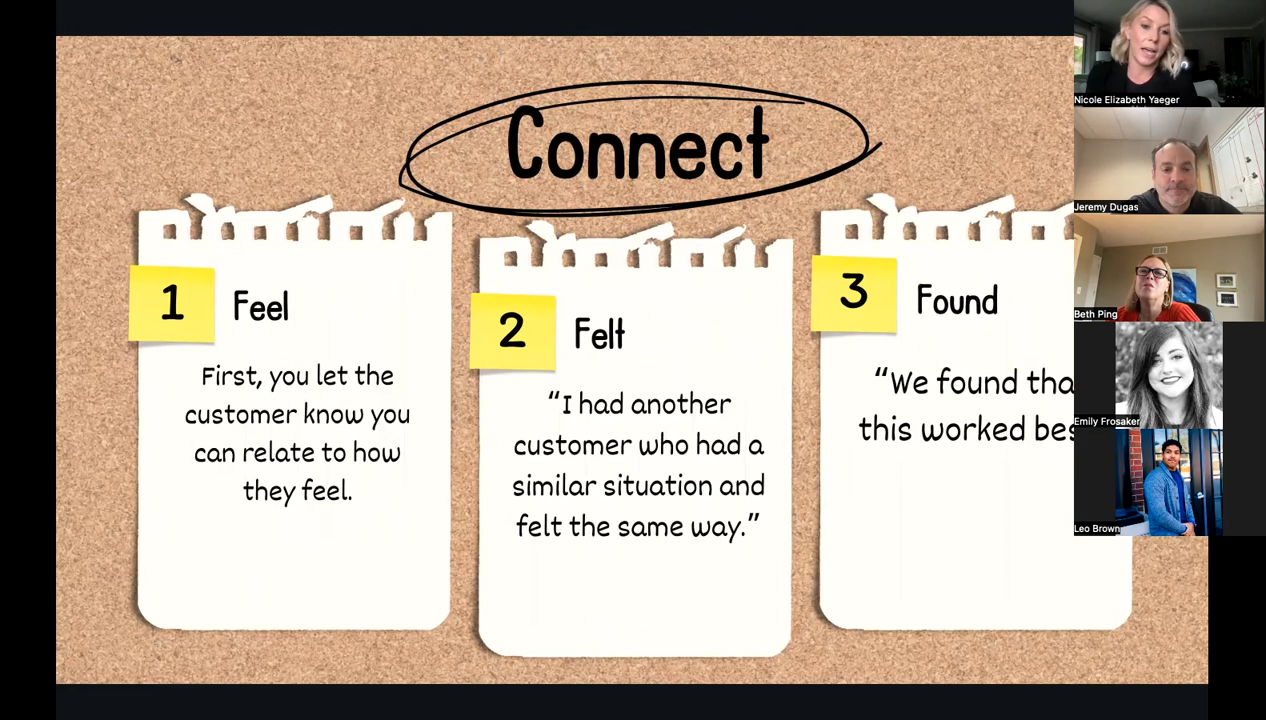 Connect
1
Feel
First, you let the
customer know you
can relate to how
they feel.
2
Felt
“I had another
customer who had a
similar situation and
felt the same way.”
3
Found
“We found
this worked
Nicole Elizabeth Yaeger
Jeremy Dugas
Beth Ping
Emily Frosaker
Leo Brown